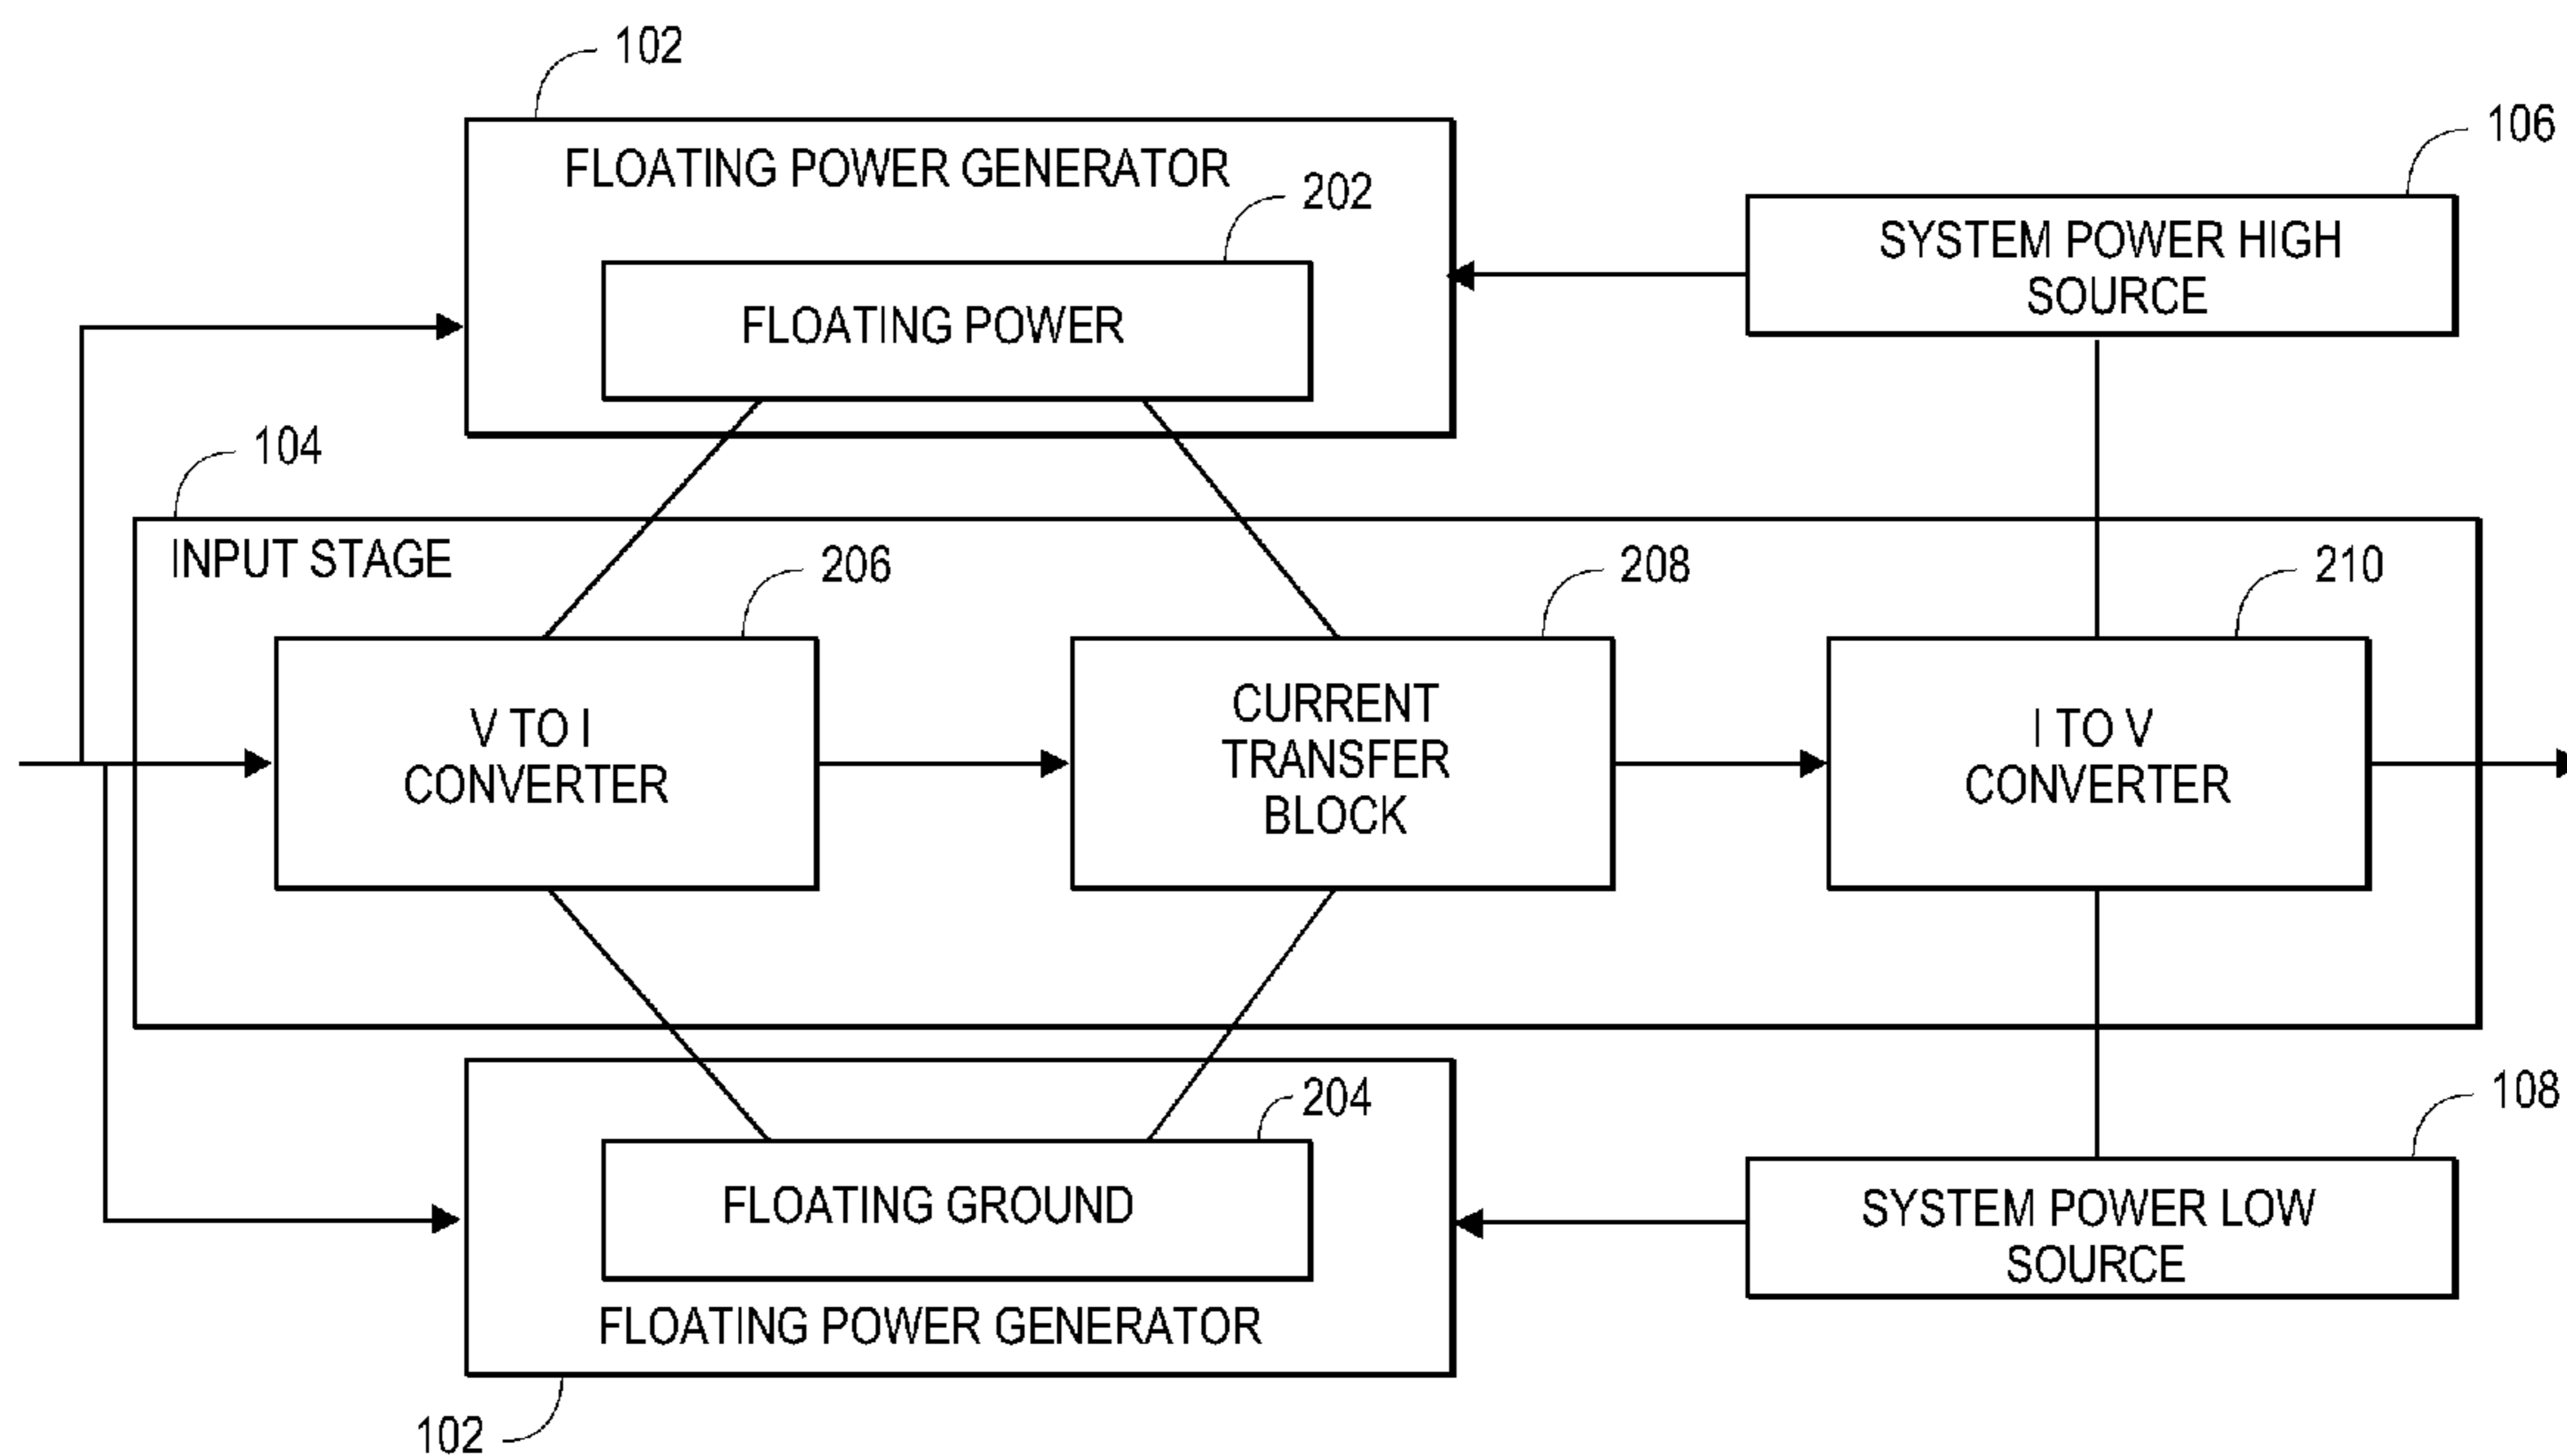 102
FLOATING POWER GENERATOR
202
FLOATING POWER
106
SYSTEM POWER HIGH
SOURCE
104
INPUT STAGE
206
V TO I
CONVERTER
208
CURRENT
TRANSFER
BLOCK
210
I TO V
CONVERTER
204
FLOATING GROUND
FLOATING POWER GENERATOR
102
108
SYSTEM POWER LOW
SOURCE